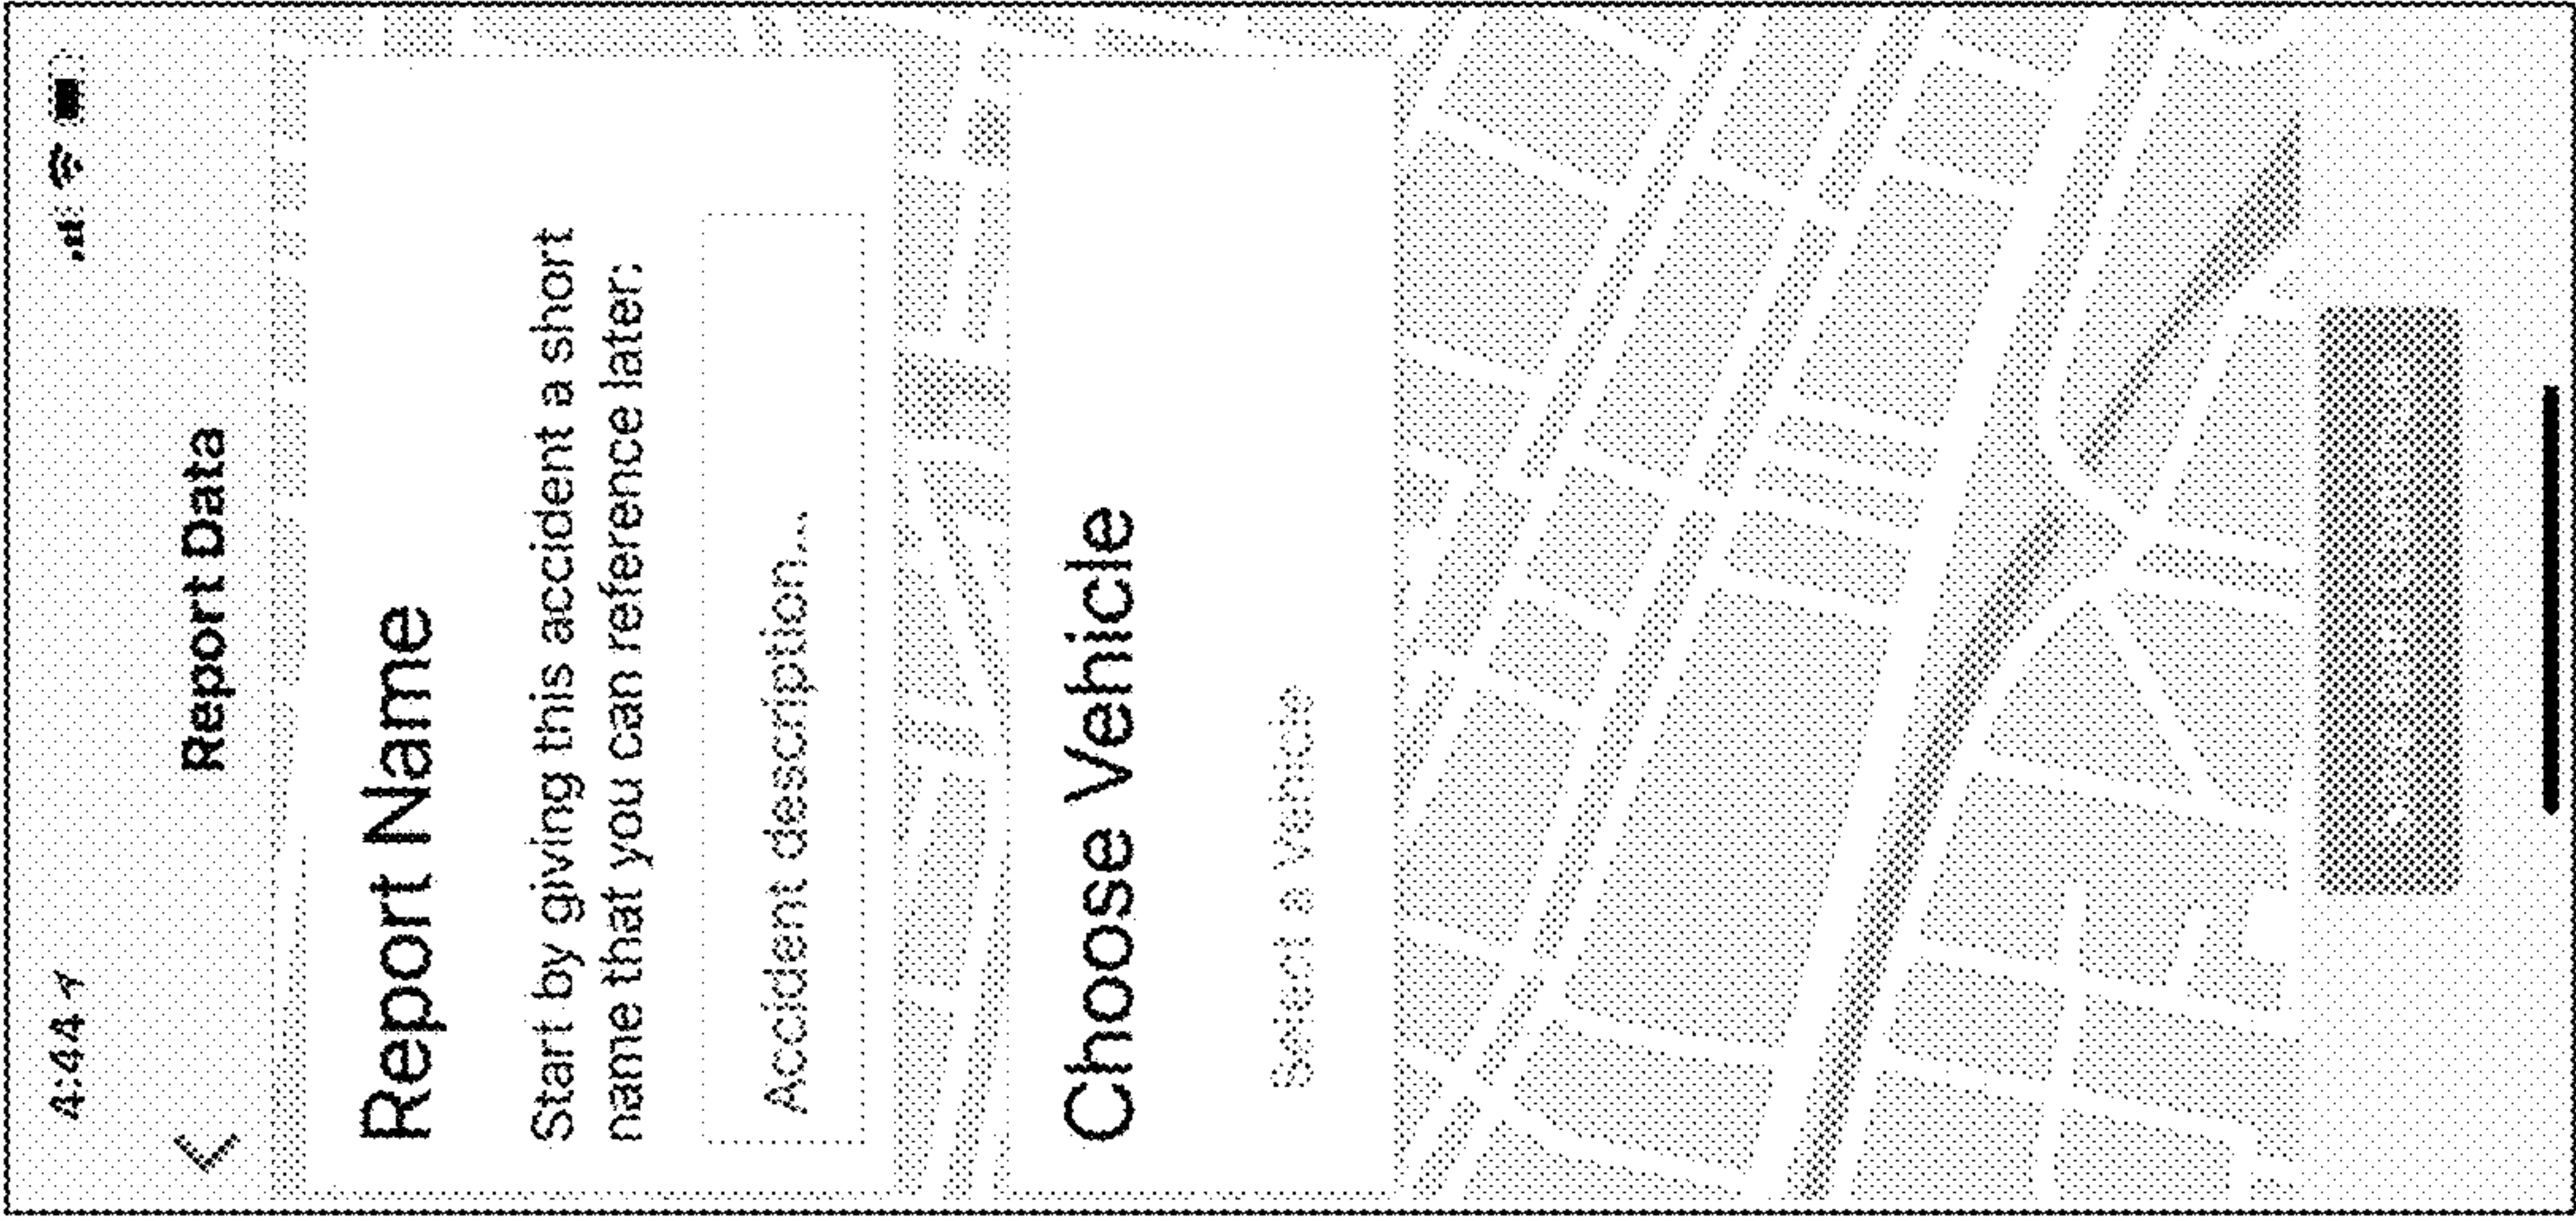 4:44
Report Data
Report Name
Start by giving this accident a short
name that you can reference later:
Accident description...
Choose Vehicle
Select a Vehicle